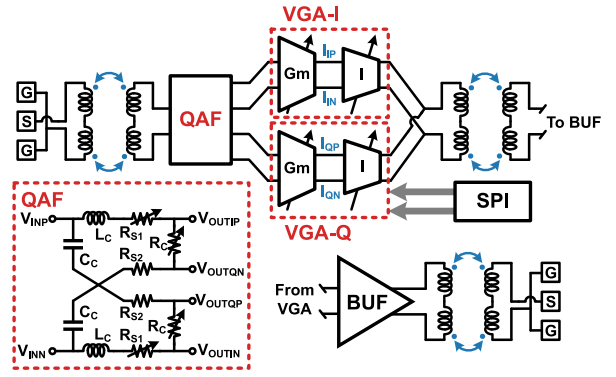 VGA-I
G
S
G
QAF
Gm
I_IP
I_IN
I
Gm
I_QP
I_QN
I
VGA-Q
To BUF
SPI
QAF
V_INP
L_C
R_S1
V_OUTIP
C_C
R_S2
R_C
V_OUTQN
C_C
R_S2
R_C
V_OUTQP
V_INN
L_C
R_S1
V_OUTIN
From
VGA
BUF
G
S
G